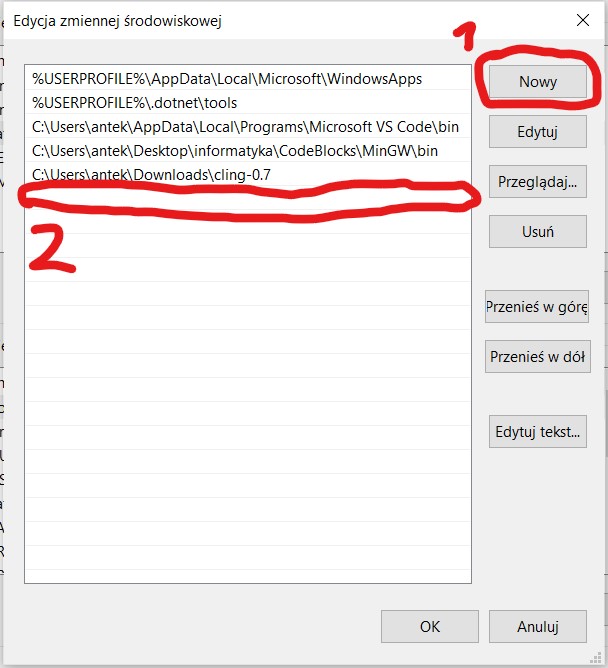 Edycja zmiennej środowiskowej
1
%USERPROFILE%\AppData\Local\Microsoft\WindowsApps
%USERPROFILE%\.dotnet\tools
C:\Users\antek\AppData\Local\Programs\Microsoft VS Code\bin
C:\Users\antek\Desktop\informatyka\CodeBlocks\MinGW\bin
C:\Users\antek\Downloads\cling-0.7
2
Nowy
Edytuj
Przeglądaj...
Usuń
Przenieś w górę
Przenieś w dół
Edytuj tekst...
OK
Anuluj